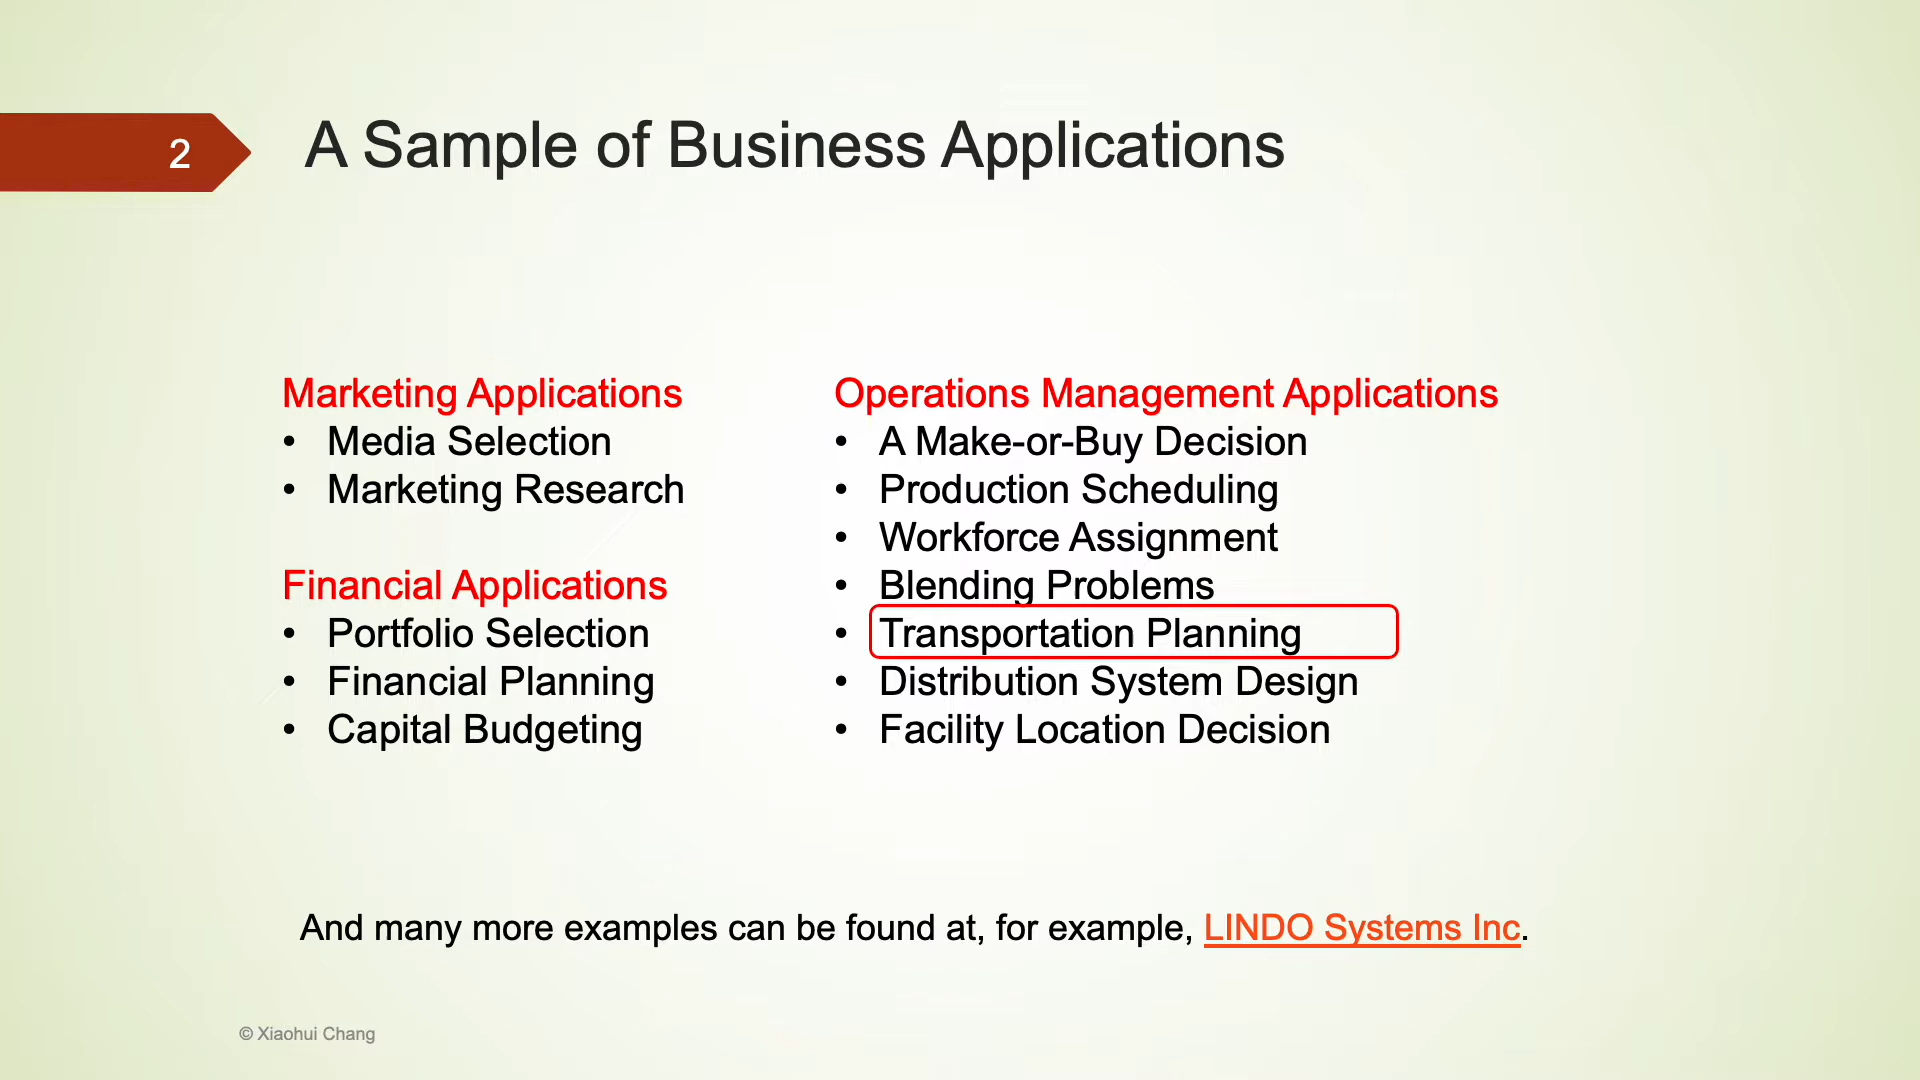 2
A Sample of Business Applications
Marketing Applications
• Media Selection
• Marketing Research
Financial Applications
• Portfolio Selection
• Financial Planning
• Capital Budgeting
Operations Management Applications
• A Make-or-Buy Decision
• Production Scheduling
• Workforce Assignment
• Blending Problems
• Transportation Planning
• Distribution System Design
• Facility Location Decision
And many more examples can be found at, for example, LINDO Systems Inc.
© Xiaohui Chang